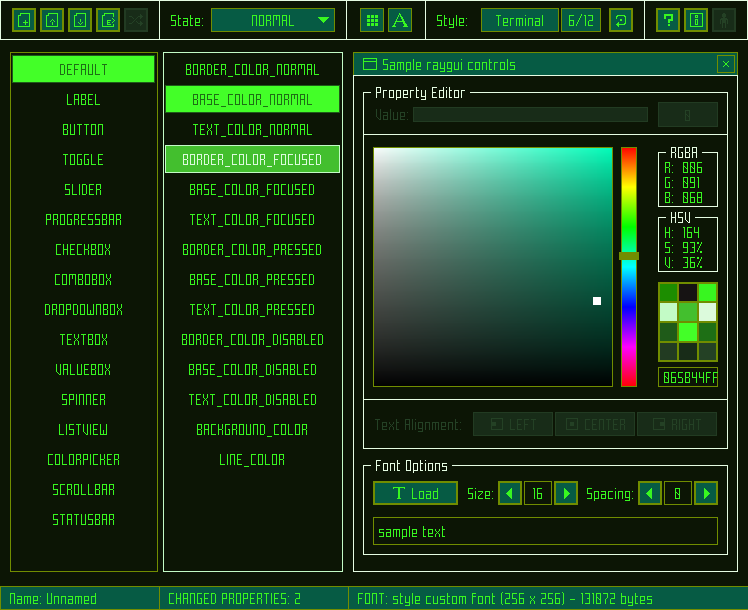 State: NORMAL Style: Terminal 6/12
DEFAULT
LABEL
BUTTON
TOGGLE
SLIDER
PROGRESSBAR
CHECKBOX
COMBOBOX
DROPDOWNBOX
TEXTBOX
VALUEBOX
SPINNER
LISTVIEW
COLORPICKER
SCROLLBAR
STATUSBAR
BORDER_COLOR_NORMAL
BASE_COLOR_NORMAL
TEXT_COLOR_NORMAL
BORDER_COLOR_FOCUSED
BASE_COLOR_FOCUSED
TEXT_COLOR_FOCUSED
BORDER_COLOR_PRESSED
BASE_COLOR_PRESSED
TEXT_COLOR_PRESSED
BORDER_COLOR_DISABLED
BASE_COLOR_DISABLED
TEXT_COLOR_DISABLED
BACKGROUND_COLOR
LINE_COLOR
Sample raygui controls
Property Editor
Value: 0
RGBA
R: 006
G: 091
B: 068
HSV
H: 164
S: 93%
V: 36%
065B44FF
Text Alignment: LEFT CENTER RIGHT
Font Options
Load Size: 16 Spacing: 0
sample text
Name: Unnamed CHANGED PROPERTIES: 2 FONT: style custom font (256 x 256) - 131072 bytes